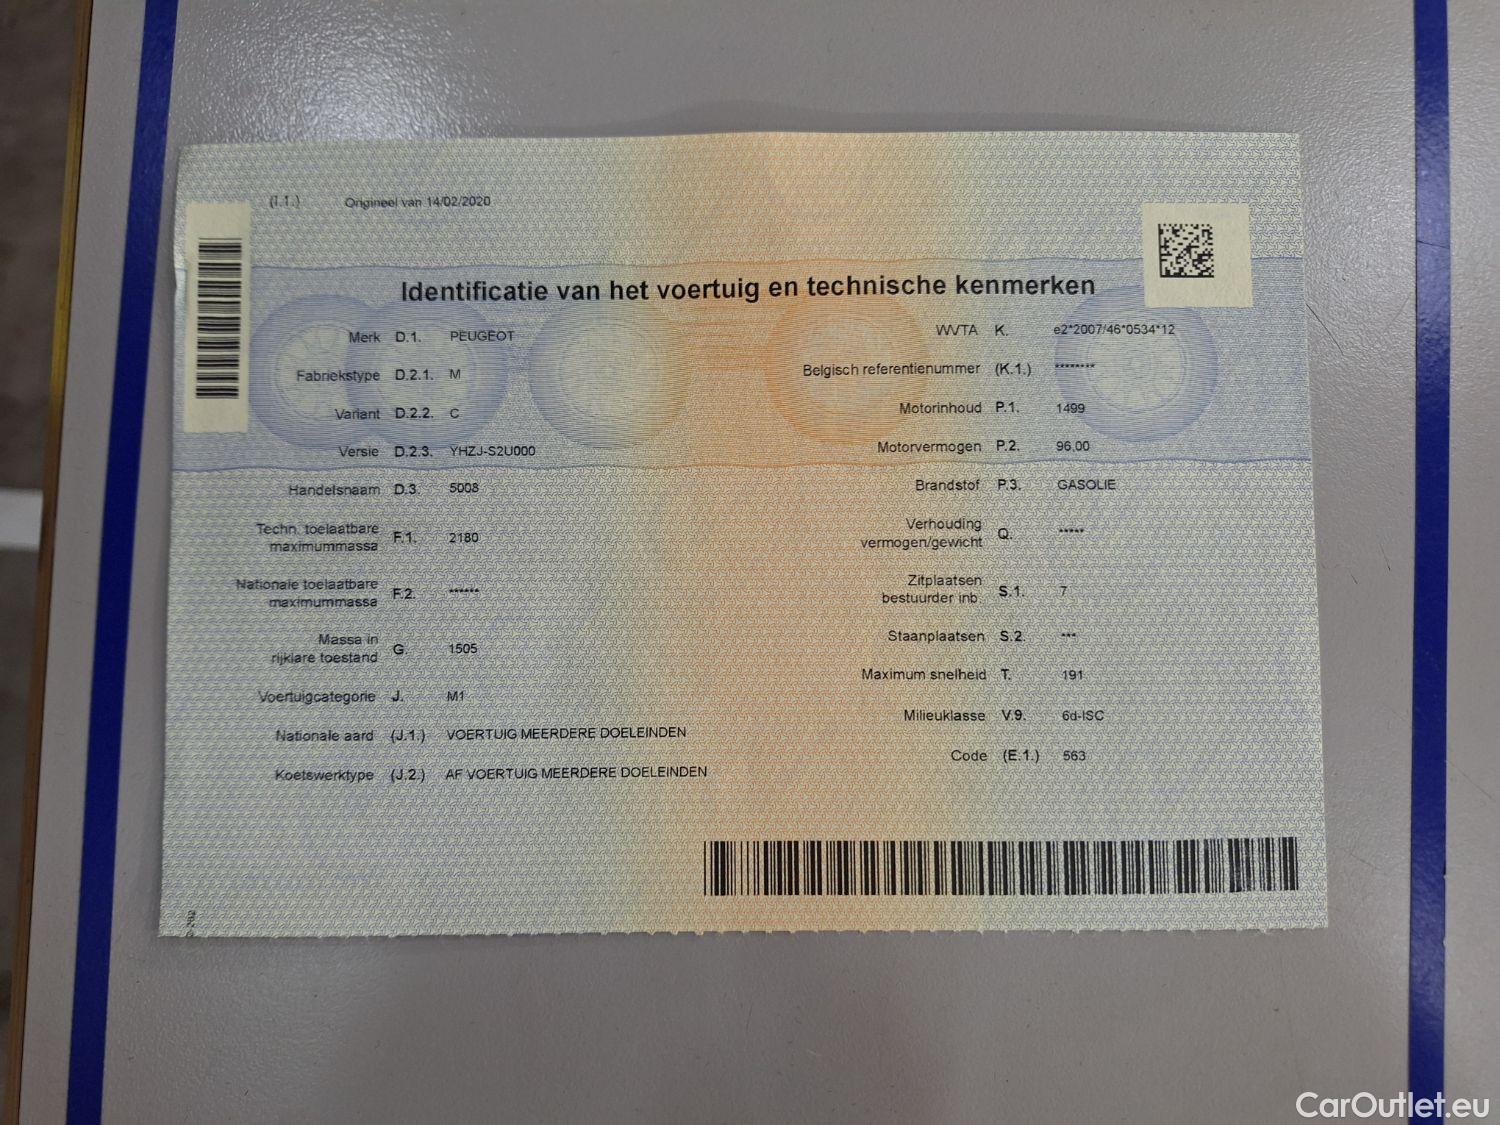 (I.1.) Origineel van 14/02/2020
Identificatie van het voertuig en technische kenmerken
Merk D.1. PEUGEOT
Fabriekstype D.2.1. M
Variant D.2.2. C
Versie D.2.3. YHZJ-S2U000
Handelsnaam D.3. 5008
Techn. toelaatbare
maximummassa F.1. 2180
Nationale toelaatbare
maximummassa F.2. ******
Massa in
rijklare toestand G. 1505
Voertuigcategorie J. M1
Nationale aard (J.1.) VOERTUIG MEERDERE DOELEINDEN
Koetswerktype (J.2.) AF VOERTUIG MEERDERE DOELEINDEN
WVTA K. e2*2007/46*0534*12
Belgisch referentienummer (K.1.) ********
Motorinhoud P.1. 1499
Motorvermogen P.2. 96.00
Brandstof P.3. GASOLIE
Verhouding
vermogen/gewicht Q. *****
Zitplaatsen
bestuurder inb. S.1. 7
Staanplaatsen S.2. ***
Maximum snelheid T. 191
Milieuklasse V.9. 6d-ISC
Code (E.1.) 563
CarOutlet.eu